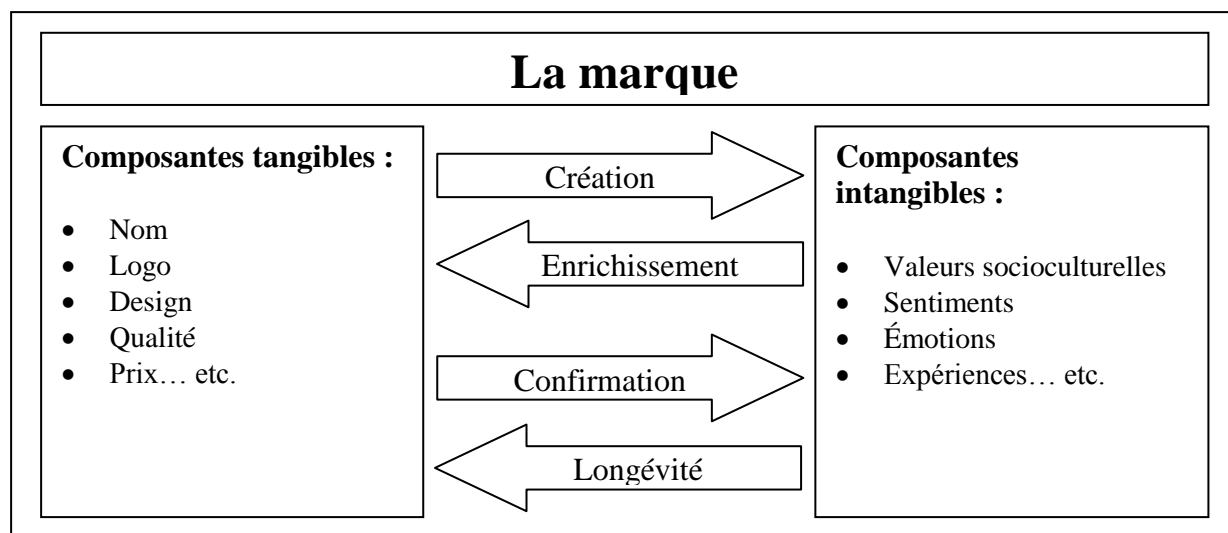 La marque
Composantes tangibles :
• Nom
• Logo
• Design
• Qualité
• Prix… etc.
Création
Enrichissement
Confirmation
Longévité
Composantes
intangibles :
• Valeurs socioculturelles
• Sentiments
• Émotions
• Expériences… etc.